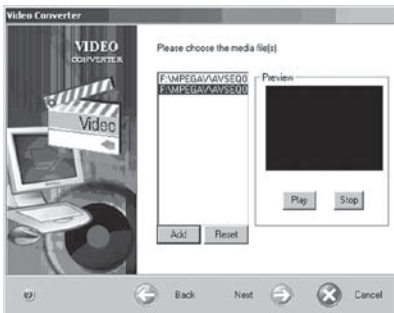 Video Converter
VIDEO
CONVERTER
Video
Please choose the media file(s)
F:\MPEGAV\AVSEQ0
F:\MPEGAV\AVSEQ0
Preview
Play
Stop
Add
Reset
Back
Next
Cancel